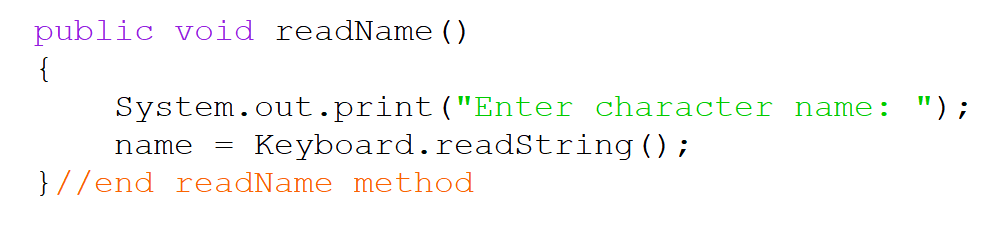 public void readName()
{
    System.out.print("Enter character name: ");
    name = Keyboard.readString();
}//end readName method